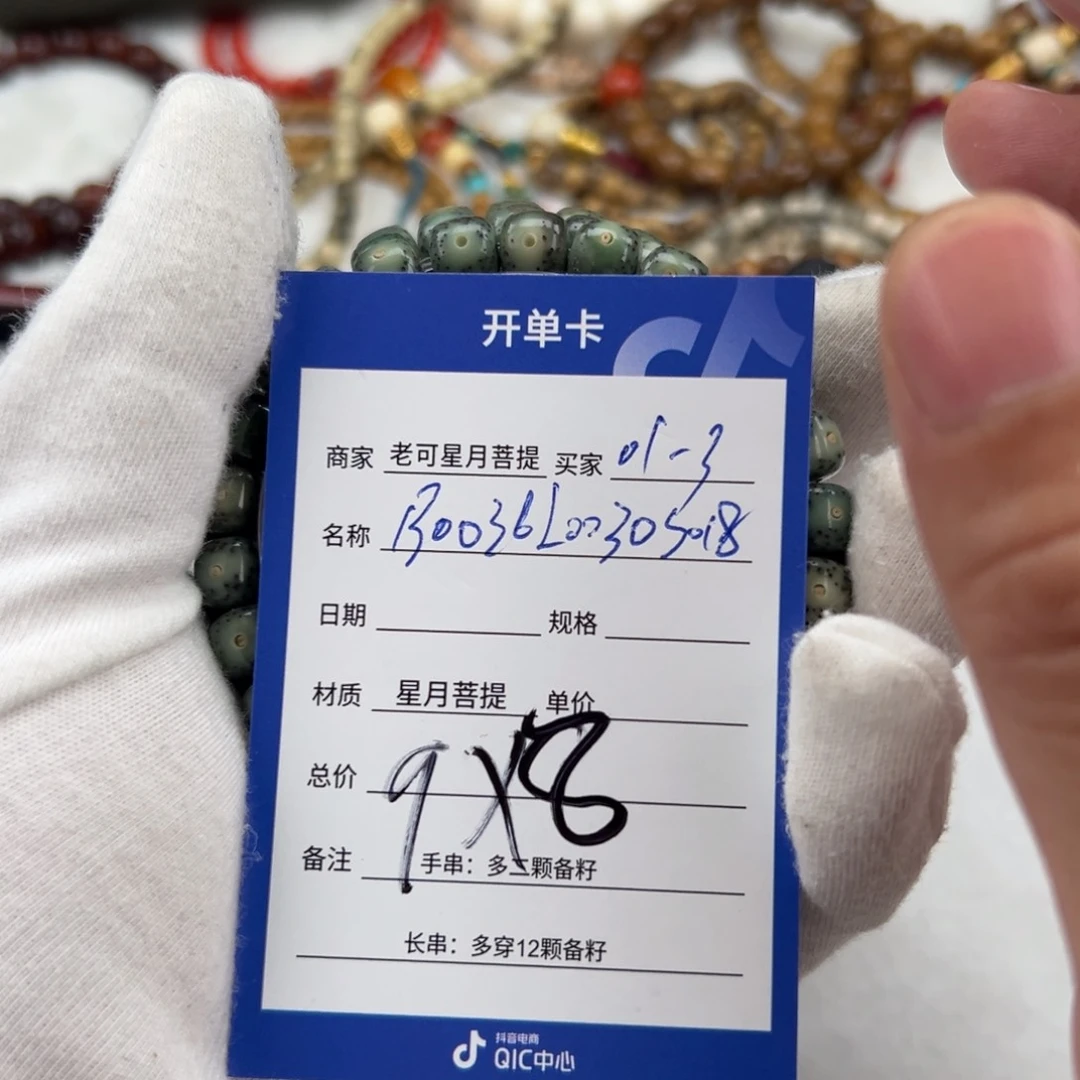 开单卡
商家 老可星月菩提 买家 01-3
名称 B0036L00305018
日期 规格
材质 星月菩提 单价
总价 9X8
备注 手串：多二颗备籽
长串：多穿12颗备籽
抖音电商
QIC中心